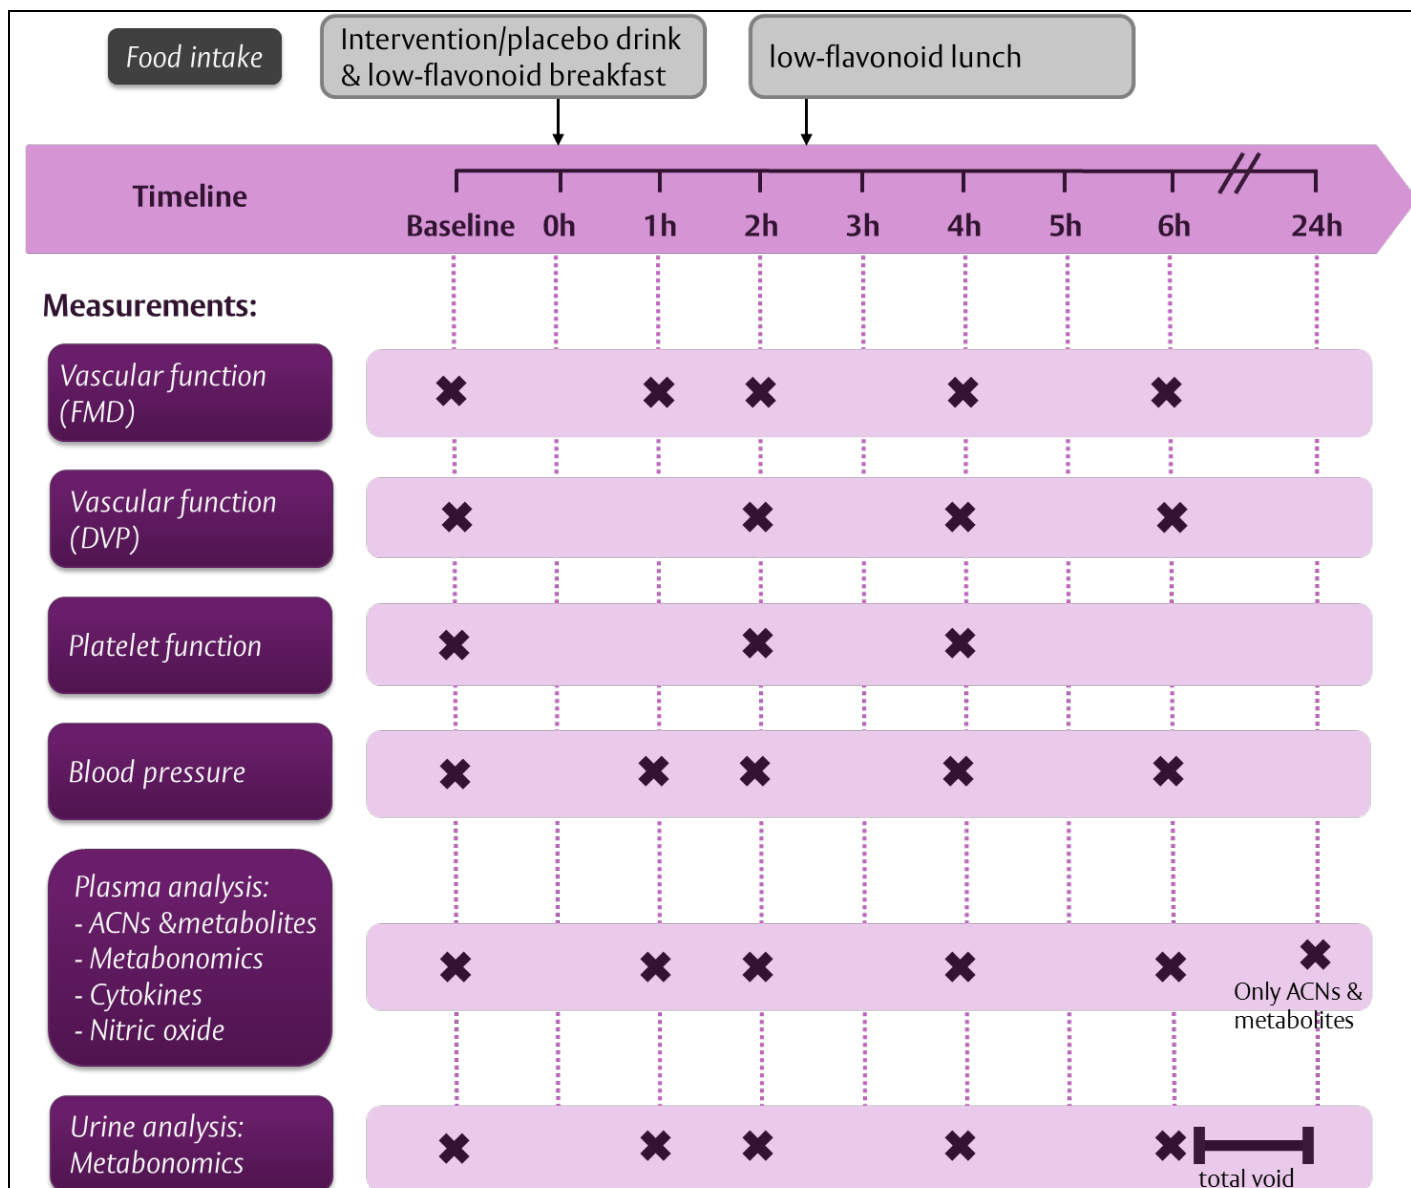 Food intake
Intervention/placebo drink
& low-flavonoid breakfast
low-flavonoid lunch
Timeline
Baseline 0h 1h 2h 3h 4h 5h 6h 24h
Measurements:
Vascular function
(FMD)
Vascular function
(DVP)
Platelet function
Blood pressure
Plasma analysis:
- ACNs &metabolites
- Metabonomics
- Cytokines
- Nitric oxide
Only ACNs &
metabolites
Urine analysis:
Metabonomics
total void